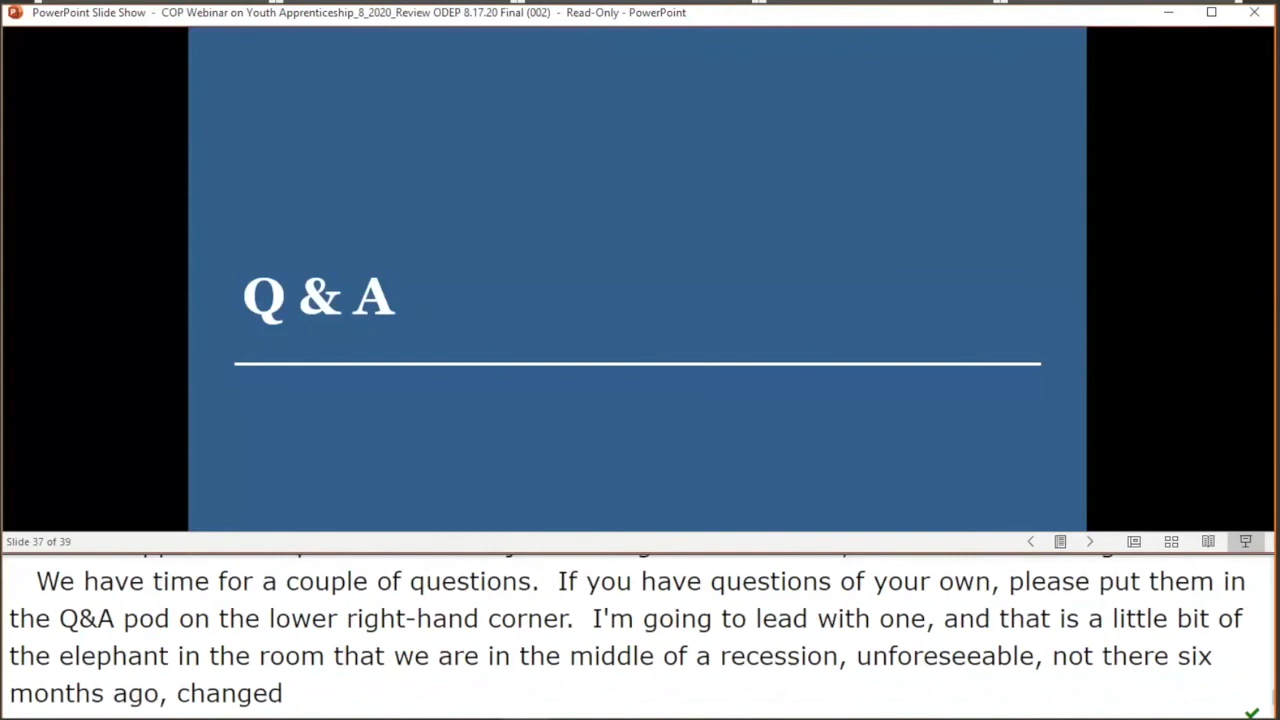 PowerPoint Slide Show - COP Webinar on Youth Apprenticeship_8_2020_Review ODEP 8.17.20 Final (002) - Read-Only - PowerPoint
Q & A
Slide 37 of 39
We have time for a couple of questions. If you have questions of your own, please put them in
the Q&A pod on the lower right-hand corner. I'm going to lead with one, and that is a little bit of
the elephant in the room that we are in the middle of a recession, unforeseeable, not there six
months ago, changed